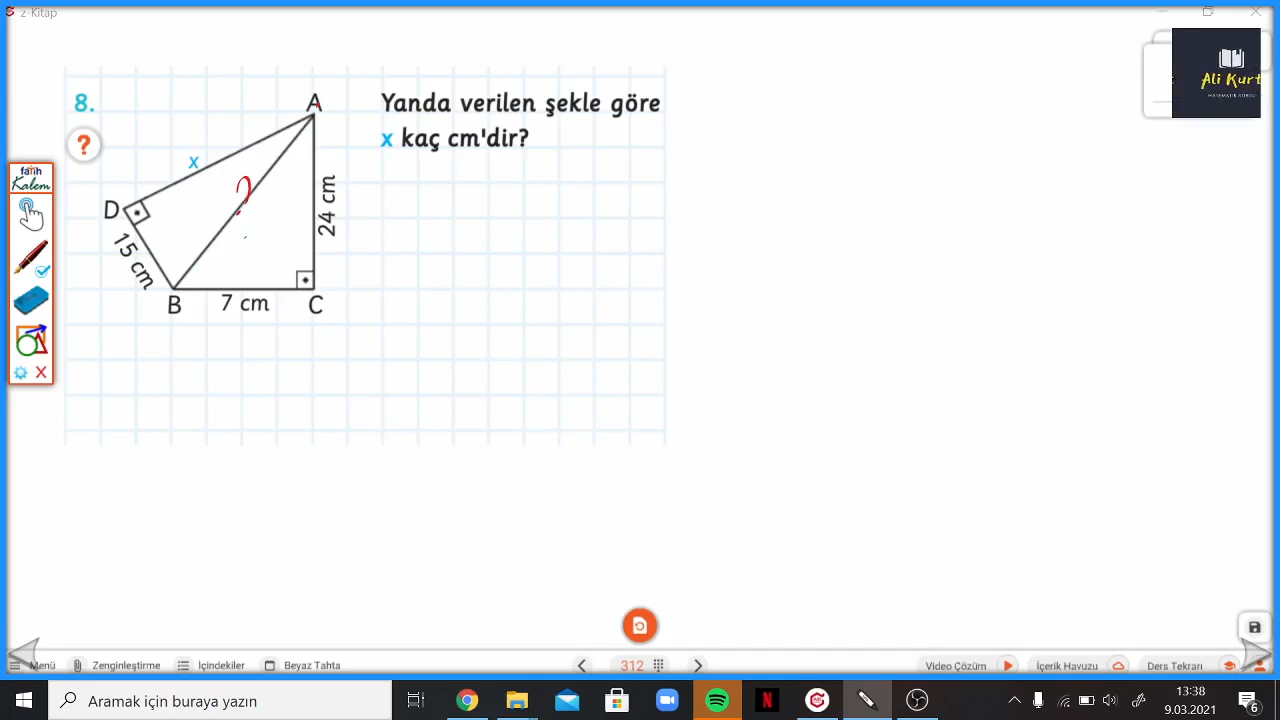 z-Kitap
Ali Kurt
8.
Yanda verilen şekle göre
x kaç cm'dir?
?
A
x
?
D
24 cm
15 cm
B
7 cm
C
fatih
Kalem
Menü
Zenginleştirme
İçindekiler
Beyaz Tahta
312
Video Çözüm
İçerik Havuzu
Ders Tekrarı
Aramak için buraya yazın
13:38
9.03.2021
6